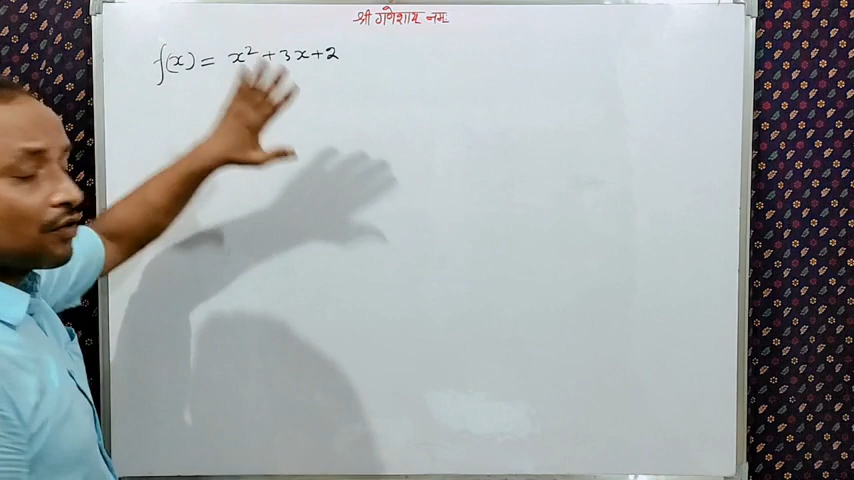 श्री गणेशाय नमः
f(x) = x² + 3x + 2